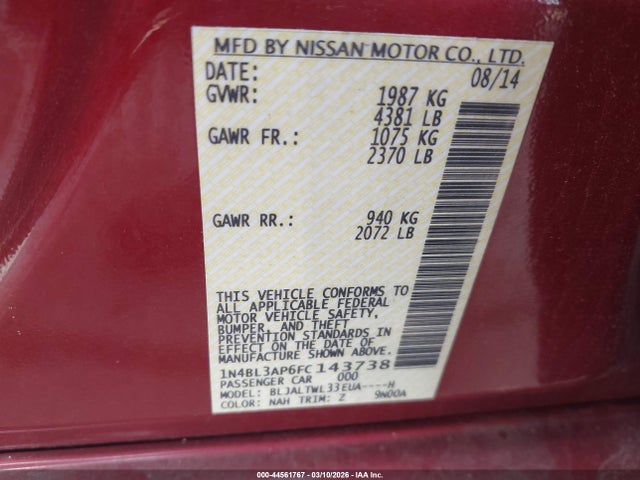 MFD BY NISSAN MOTOR CO., LTD.
DATE: 08/14
GVWR: 1987 KG
4381 LB
GAWR FR.: 1075 KG
2370 LB
GAWR RR.: 940 KG
2072 LB
THIS VEHICLE CONFORMS TO
ALL APPLICABLE FEDERAL
MOTOR VEHICLE SAFETY,
BUMPER, AND THEFT
PREVENTION STANDARDS IN
EFFECT ON THE DATE OF
MANUFACTURE SHOWN ABOVE.
1N4BL3AP6FC143738
PASSENGER CAR 000
MODEL: BLJALTWL33EUA----H
COLOR: NAH TRIM: Z 9N00A
000-44561767 - 03/10/2026 - IAA Inc.